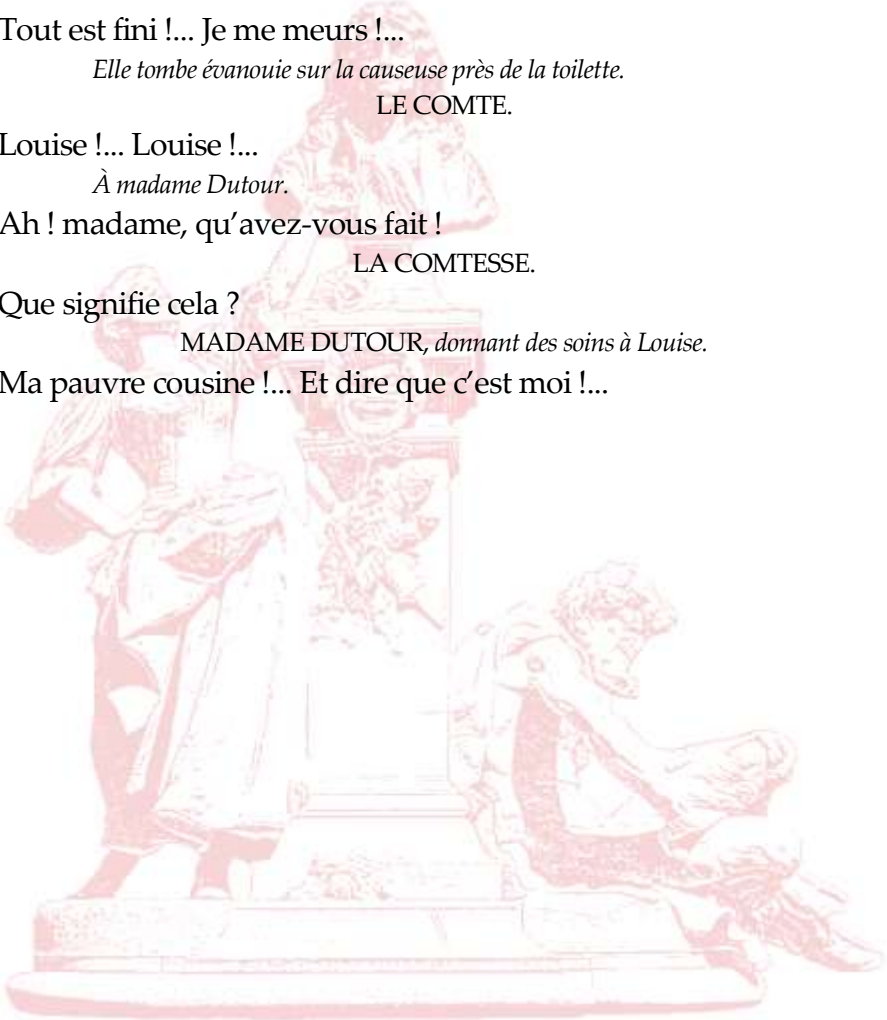 Tout est fini !... Je me meurs !...
Elle tombe évanouie sur la causeuse près de la toilette.
LE COMTE.
Louise !... Louise !...
À madame Dutour.
Ah ! madame, qu’avez-vous fait !
LA COMTESSE.
Que signifie cela ?
MADAME DUTOUR, donnant des soins à Louise.
Ma pauvre cousine !... Et dire que c’est moi !...